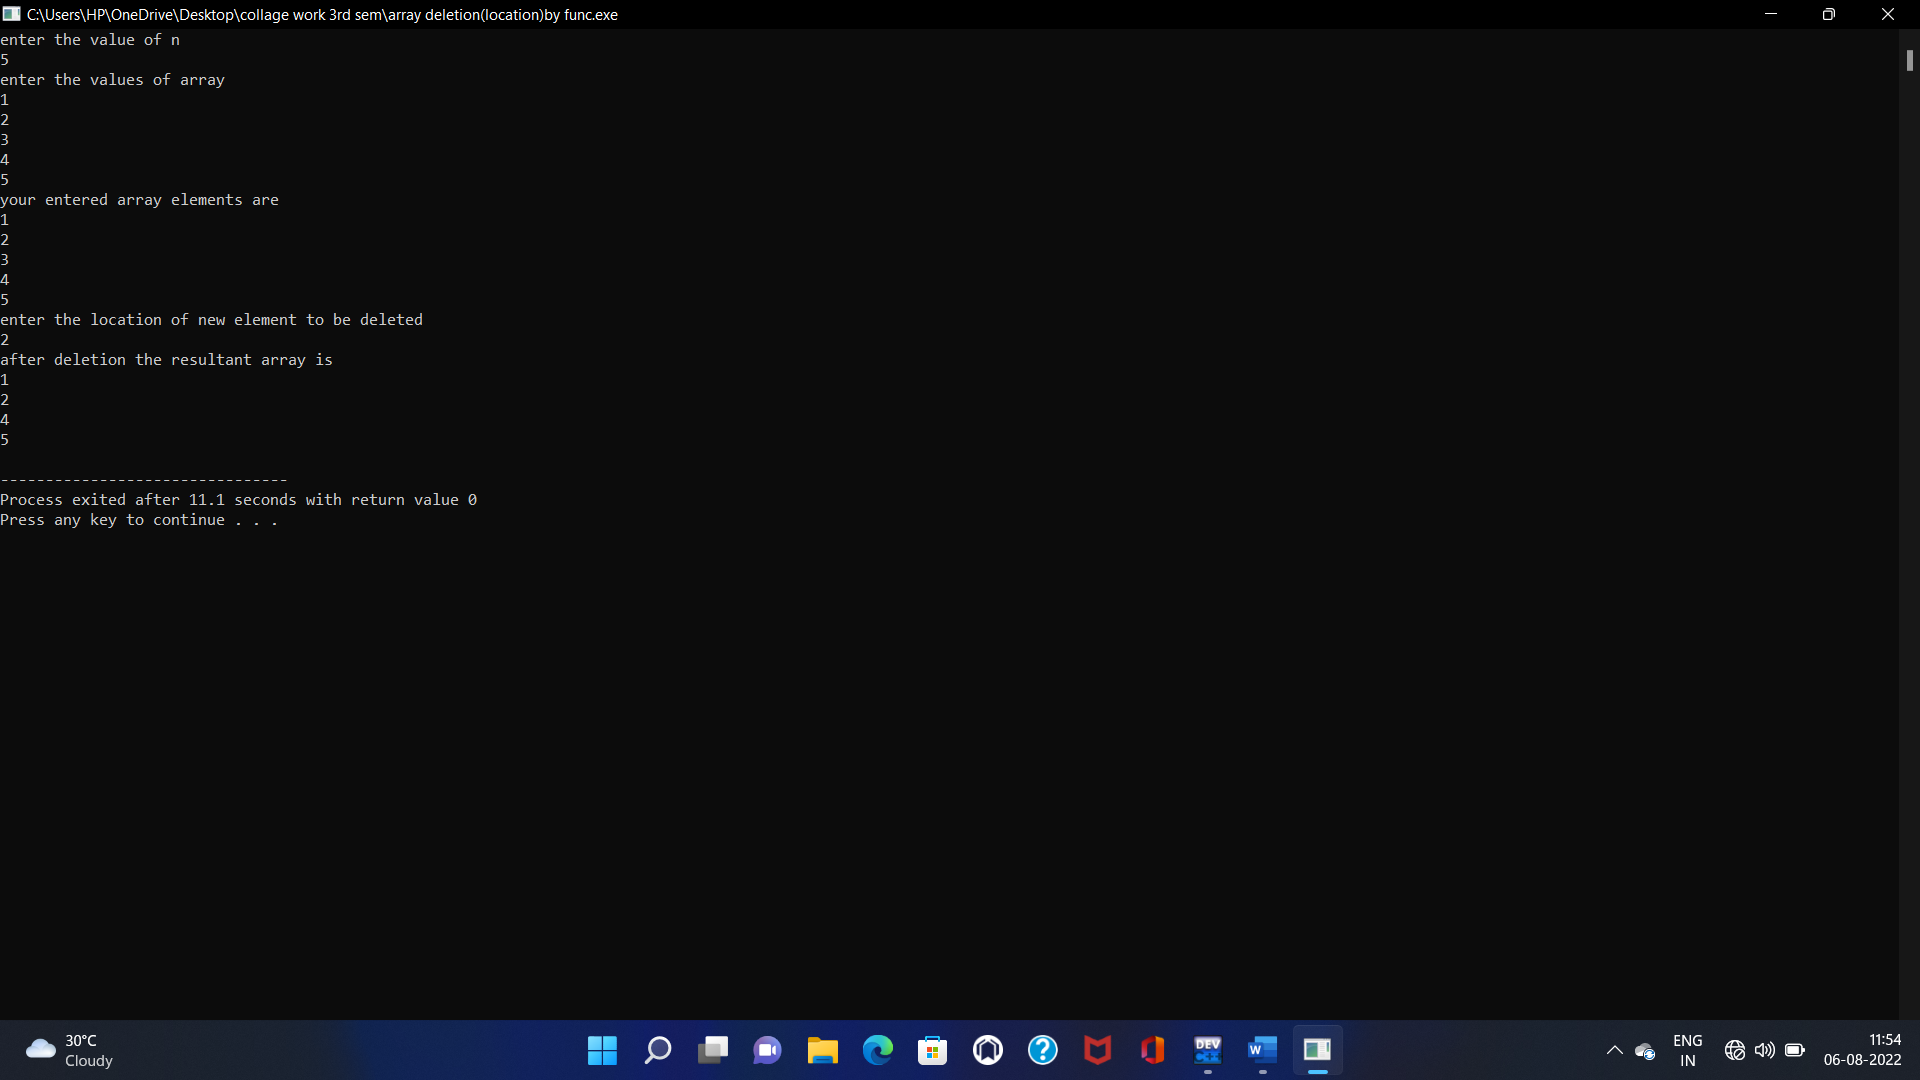 C:\Users\HP\OneDrive\Desktop\collage work 3rd sem\array deletion(location)by func.exe
enter the value of n
5
enter the values of array
1
2
3
4
5
your entered array elements are
1
2
3
4
5
enter the location of new element to be deleted
2
after deletion the resultant array is
1
2
4
5
--------------------------------
Process exited after 11.1 seconds with return value 0
Press any key to continue . . .
30°C
Cloudy
DEV
C++
W
ENG
IN
11:54
06-08-2022